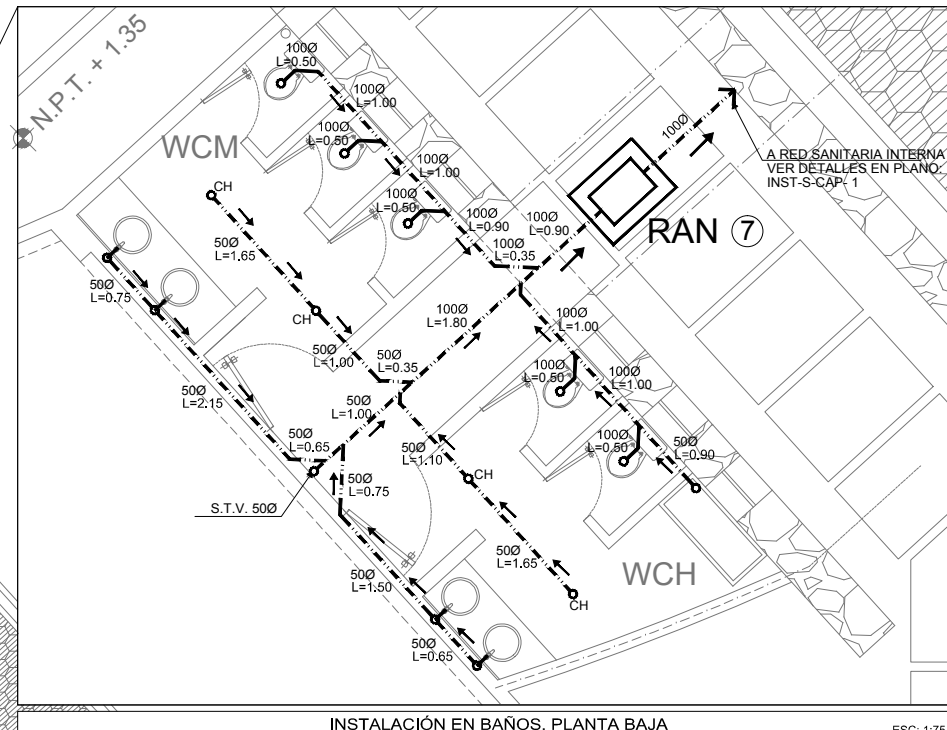 N.P.T. + 1.35
WCM
100Ø
L=0.50
100Ø
L=1.00
100Ø
L=0.50
100Ø
L=1.00
100Ø
L=0.50
100Ø
L=0.90
100Ø
L=0.90
100Ø
L=0.35
100Ø
A RED SANITARIA INTERNA
VER DETALLES EN PLANO:
INST-S-CAP- 1
RAN 7
CH
50Ø
L=1.65
CH
50Ø
L=0.75
50Ø
L=2.15
50Ø
L=1.00
50Ø
L=0.35
100Ø
L=1.80
100Ø
L=1.00
100Ø
L=0.50
100Ø
L=1.00
100Ø
L=0.50
50Ø
L=0.90
50Ø
L=1.00
50Ø
L=0.65
50Ø
L=1.10
50Ø
L=0.75
CH
S.T.V. 50Ø
50Ø
L=1.65
WCH
CH
50Ø
L=1.50
50Ø
L=0.65
INSTALACIÓN EN BAÑOS. PLANTA BAJA
ESC: 1:75